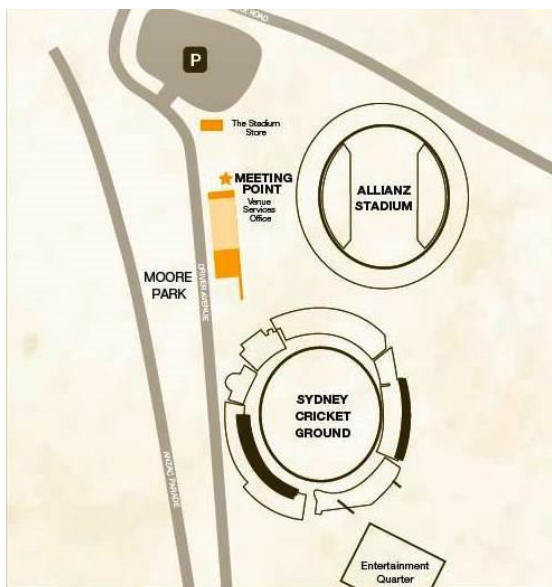 ROAD
P
The Stadium
Store
MEETING
POINT
Venue
Services
Office
ALLIANZ
STADIUM
MOORE
PARK
DRIVER AVENUE
SYDNEY
CRICKET
GROUND
ANZAC PARADE
Entertainment
Quarter